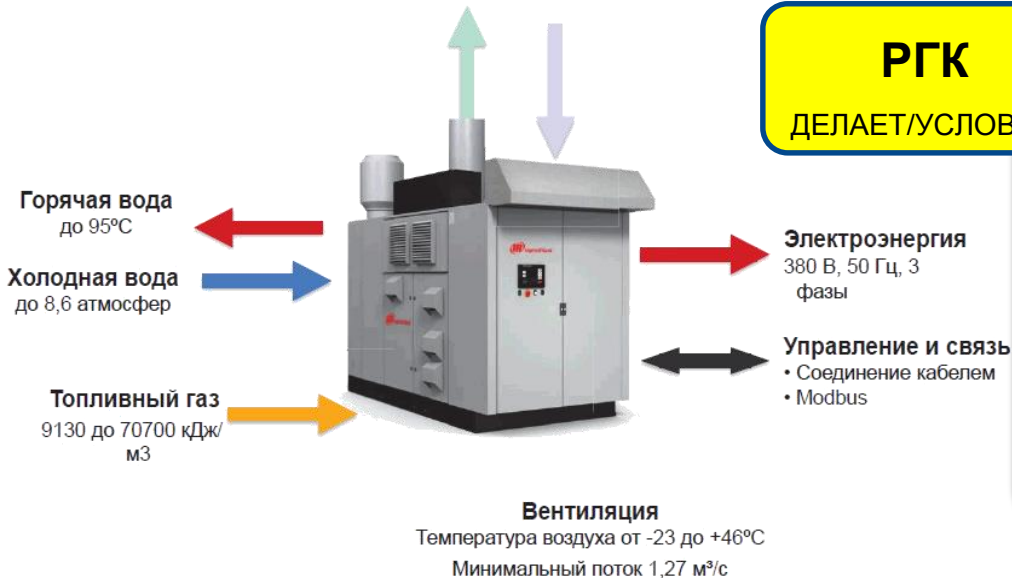 РГК
ДЕЛАЕТ/УСЛОВ
Горячая вода
до 95ºC
Холодная вода
до 8,6 атмосфер
Топливный газ
9130 до 70700 кДж/
м3
Электроэнергия
380 В, 50 Гц, 3
фазы
Управление и связь
• Соединение кабелем
• Modbus
Вентиляция
Температура воздуха от -23 до +46ºC
Минимальный поток 1,27 м³/с